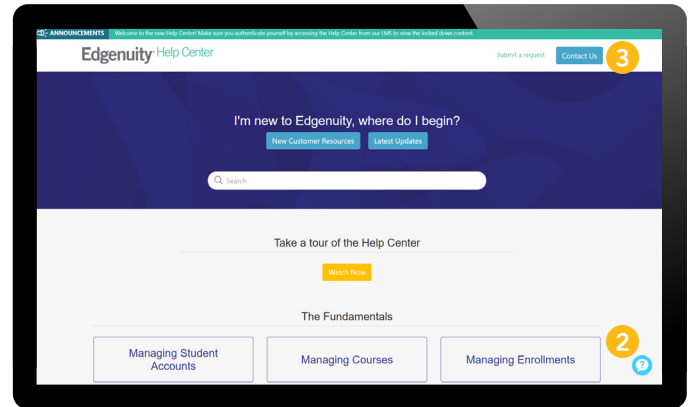 ANNOUNCEMENTS Welcome to the new Help Center! Make sure you authenticate yourself by accessing the Help Center from our LMS to view the locked down content.
Edgenuity Help Center
Submit a request
Contact Us
3
I'm new to Edgenuity, where do I begin?
New Customer Resources
Latest Updates
Search
Take a tour of the Help Center
Watch Now
The Fundamentals
2
Managing Student
Accounts
Managing Courses
Managing Enrollments
?